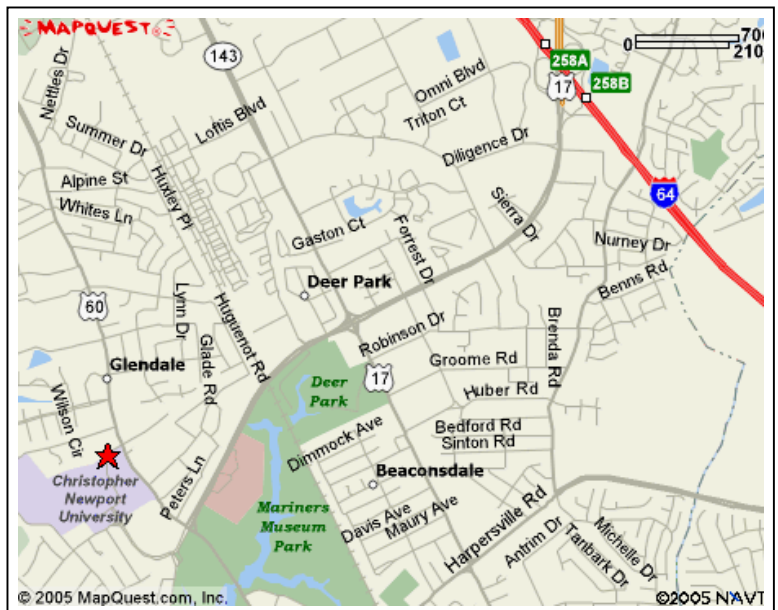 MAPQUEST
700
0
210
143
258A
17
258B
64
Nettles Dr
Omni Blvd
Triton Ct
Loftis Blvd
Summer Dr
Diligence Dr
Alpine St
Huxley Pl
Whites Ln
Sierra Dr
Gaston Ct
Forrest Dr
Nurney Dr
Benns Rd
Deer Park
60
Lynn Dr
Huguenot Rd
Brenda Rd
Robinson Dr
Glade Rd
Groome Rd
Glendale
17
Deer
Park
Huber Rd
Wilson Cir
Bedford Rd
Sinton Rd
Dimmock Ave
Beaconsdale
Peters Ln
Christopher
Newport
University
Mariners
Museum
Park
Davis Ave
Maury Ave
Harpersville Rd
Antrim Dr
Michelle Dr
Tanbark Dr
© 2005 MapQuest.com, Inc.
©2005 NAVT